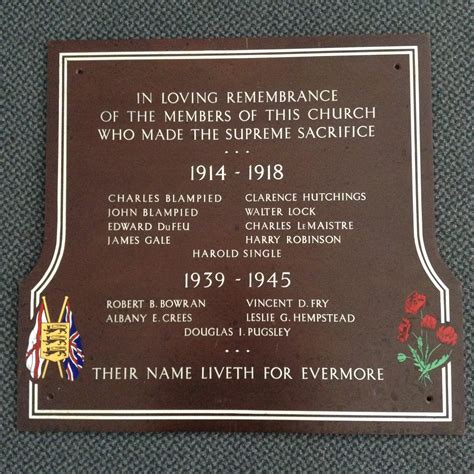 IN LOVING REMEMBRANCE
OF THE MEMBERS OF THIS CHURCH
WHO MADE THE SUPREME SACRIFICE
...
1914 - 1918
CHARLES BLAMPIED CLARENCE HUTCHINGS
JOHN BLAMPIED WALTER LOCK
EDWARD DuFEU CHARLES LeMAISTRE
JAMES GALE HARRY ROBINSON
HAROLD SINGLE
1939 - 1945
ROBERT B. BOWRAN VINCENT D. FRY
ALBANY E. CREES LESLIE G. HEMPSTEAD
DOUGLAS I. PUGSLEY
...
THEIR NAME LIVETH FOR EVERMORE